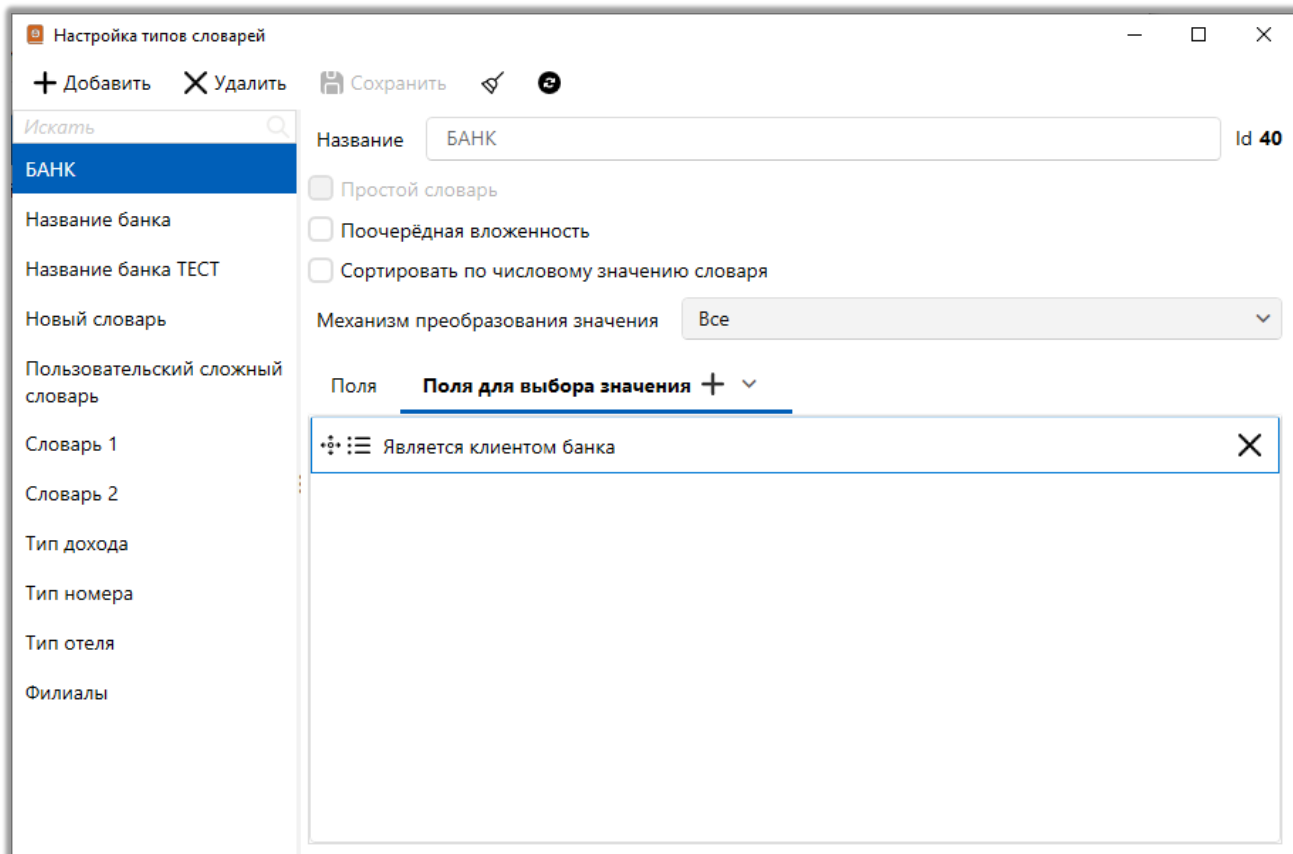 Настройка типов словарей
Добавить Удалить Сохранить
Искать
БАНК
Название банка
Название банка ТЕСТ
Новый словарь
Пользовательский сложный
словарь
Словарь 1
Словарь 2
Тип дохода
Тип номера
Тип отеля
Филиалы
Название БАНК Id 40
Простой словарь
Поочерёдная вложенность
Сортировать по числовому значению словаря
Механизм преобразования значения Все
Поля Поля для выбора значения
Является клиентом банка